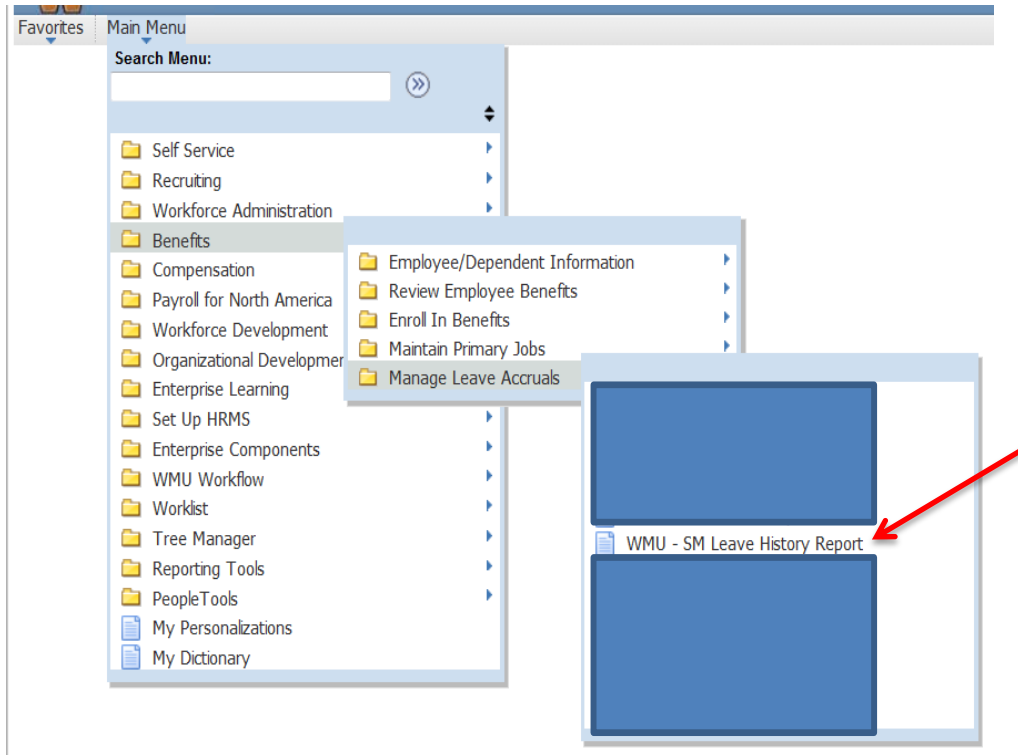 Favorites Main Menu
Search Menu:
Self Service
Recruiting
Workforce Administration
Benefits
Compensation
Payroll for North America
Workforce Development
Organizational Developmen
Enterprise Learning
Set Up HRMS
Enterprise Components
WMU Workflow
Worklist
Tree Manager
Reporting Tools
PeopleTools
My Personalizations
My Dictionary
Employee/Dependent Information
Review Employee Benefits
Enroll In Benefits
Maintain Primary Jobs
Manage Leave Accruals
WMU - SM Leave History Report